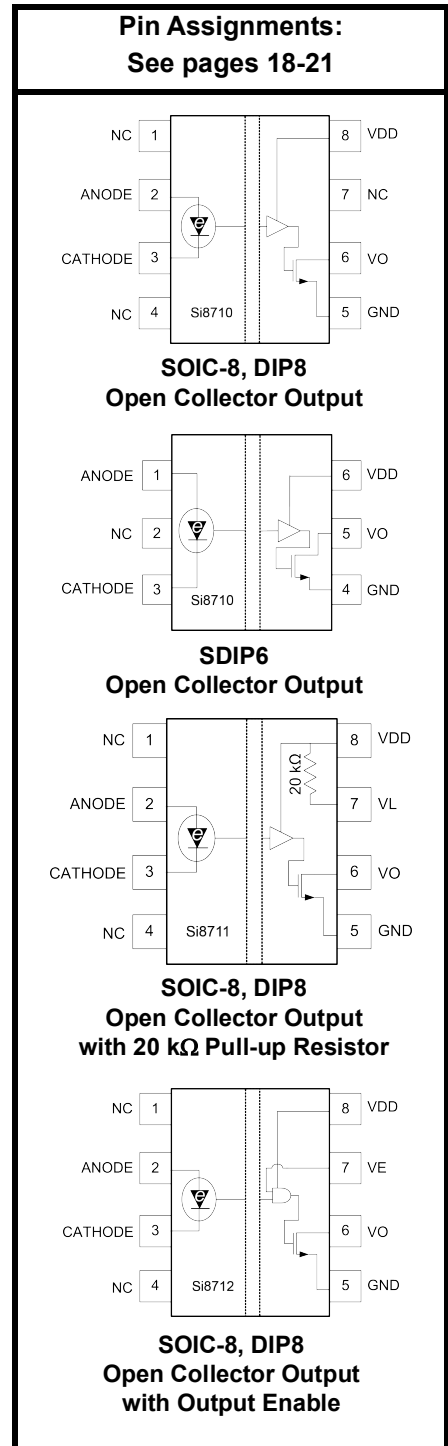 Pin Assignments:
See pages 18-21
NC 1 8 VDD
ANODE 2 7 NC
e
CATHODE 3 6 VO
NC 4 Si8710 5 GND
SOIC-8, DIP8
Open Collector Output
ANODE 1 6 VDD
NC 2 e 5 VO
CATHODE 3 4 GND
Si8710
SDIP6
Open Collector Output
NC 1 8 VDD
20 kΩ
ANODE 2 7 VL
e
CATHODE 3 6 VO
NC 4 Si8711 5 GND
SOIC-8, DIP8
Open Collector Output
with 20 kΩ Pull-up Resistor
NC 1 8 VDD
ANODE 2 7 VE
e
CATHODE 3 6 VO
NC 4 Si8712 5 GND
SOIC-8, DIP8
Open Collector Output
with Output Enable